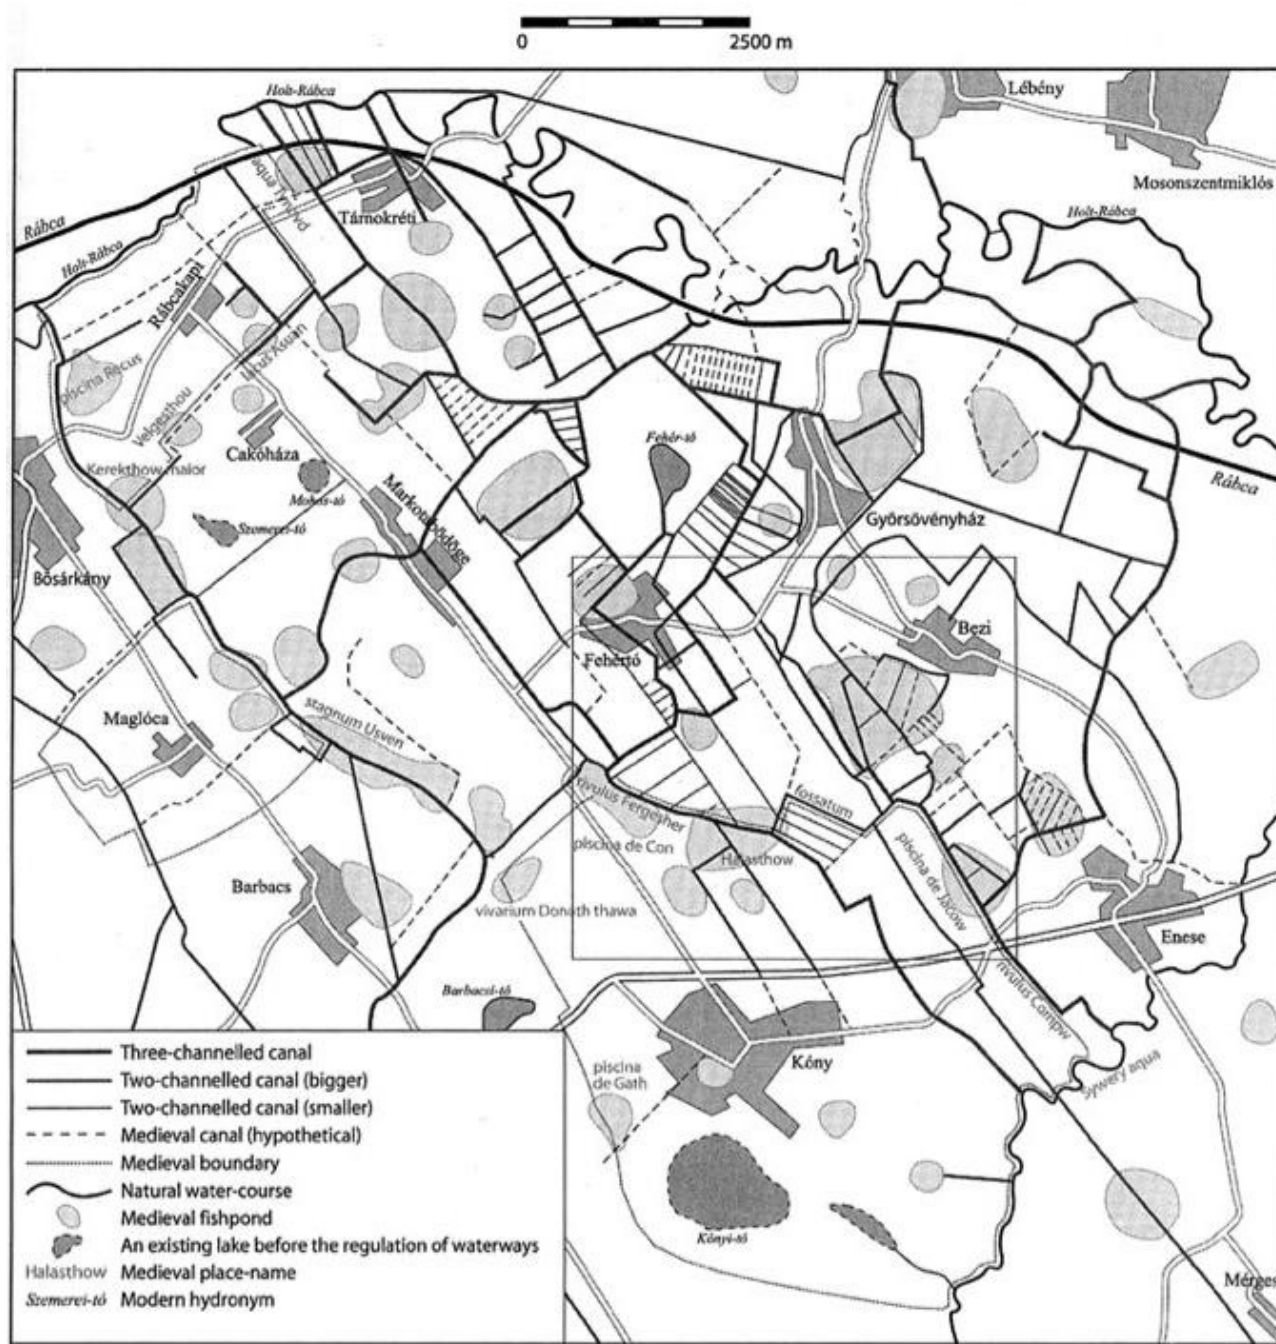 0 2500 m
Holt-Rábca
Lébény
Mosonszentmiklós
Tárnokréti
Rábca
Holt-Rábca
Holt-Rábca
Rábcakapi
piscina Récus
lacus Asuan
Velgeathou
Cakóháza
Fehér-tó
Kerekthow maior
Mohos-tó
Markotabödöge
Rábca
Szemerei-tó
Győrsövényház
Bősárkány
Bezi
Fehértó
Maglóca
stagnum Usven
rivulus Fergesher
fossatum
piscina de Con
Halasthow
piscina de Jacow
Barbacs
vivarium Donath thawa
Enese
Barbacsi-tó
rivulus Compw
Kóny
piscina
de Gath
Sywery aqua
Kónyi-tó
Mérges
Three-channelled canal
Two-channelled canal (bigger)
Two-channelled canal (smaller)
Medieval canal (hypothetical)
Medieval boundary
Natural water-course
Medieval fishpond
An existing lake before the regulation of waterways
Halasthow Medieval place-name
Szemerei-tó Modern hydronym